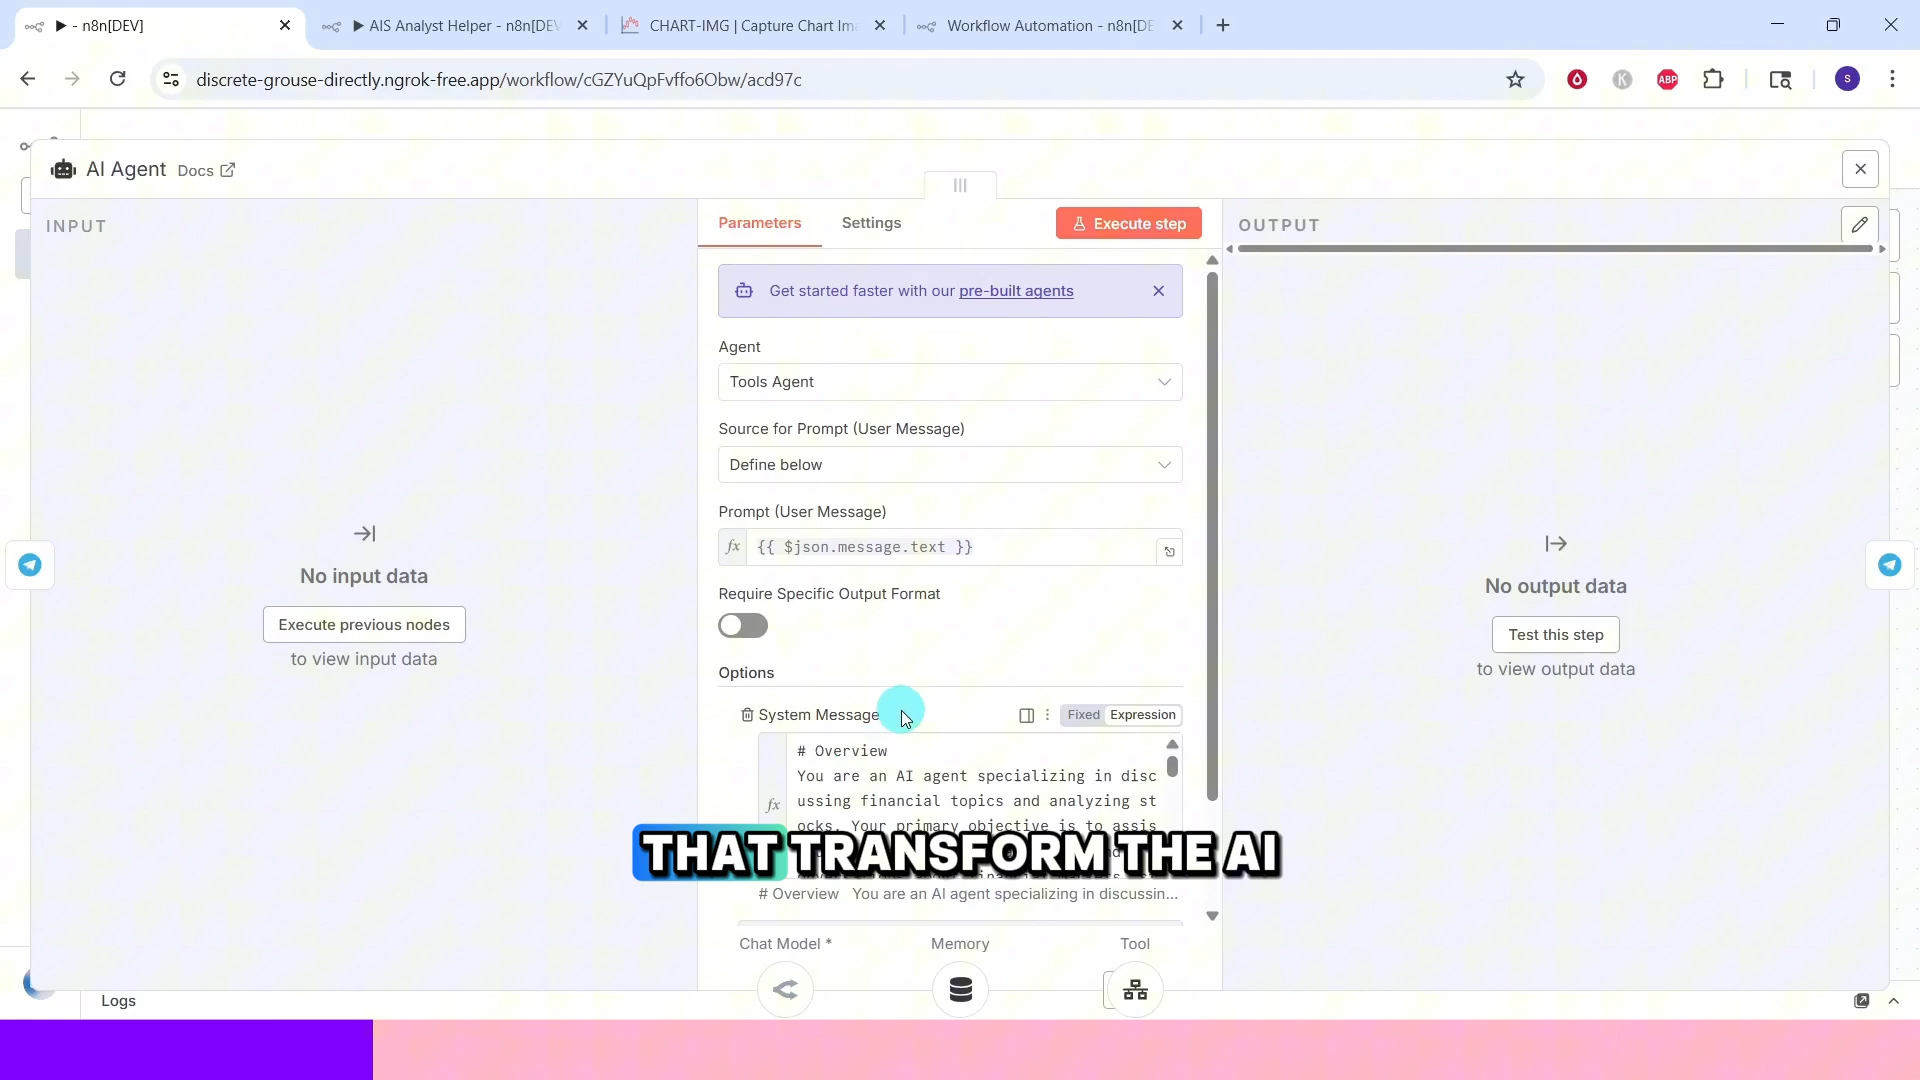 ▶ - n8n[DEV]
▶ AIS Analyst Helper - n8n[DEV
CHART-IMG | Capture Chart Im
Workflow Automation - n8n[DE
discrete-grouse-directly.ngrok-free.app/workflow/cGZYuQpFvffo6Obw/acd97c
ABP
K
S
AI Agent
Docs
INPUT
Parameters
Settings
Execute step
OUTPUT
Get started faster with our pre-built agents
Agent
Tools Agent
Source for Prompt (User Message)
Define below
Prompt (User Message)
fx
{{ $json.message.text }}
Require Specific Output Format
No input data
Execute previous nodes
to view input data
No output data
Test this step
to view output data
Options
System Message
Fixed
Expression
fx
# Overview
You are an AI agent specializing in disc
ussing financial topics and analyzing st
ocks. Your primary objective is to assis
THAT TRANSFORM THE AI
# Overview You are an AI agent specializing in discussin...
Chat Model *
Memory
Tool
Logs